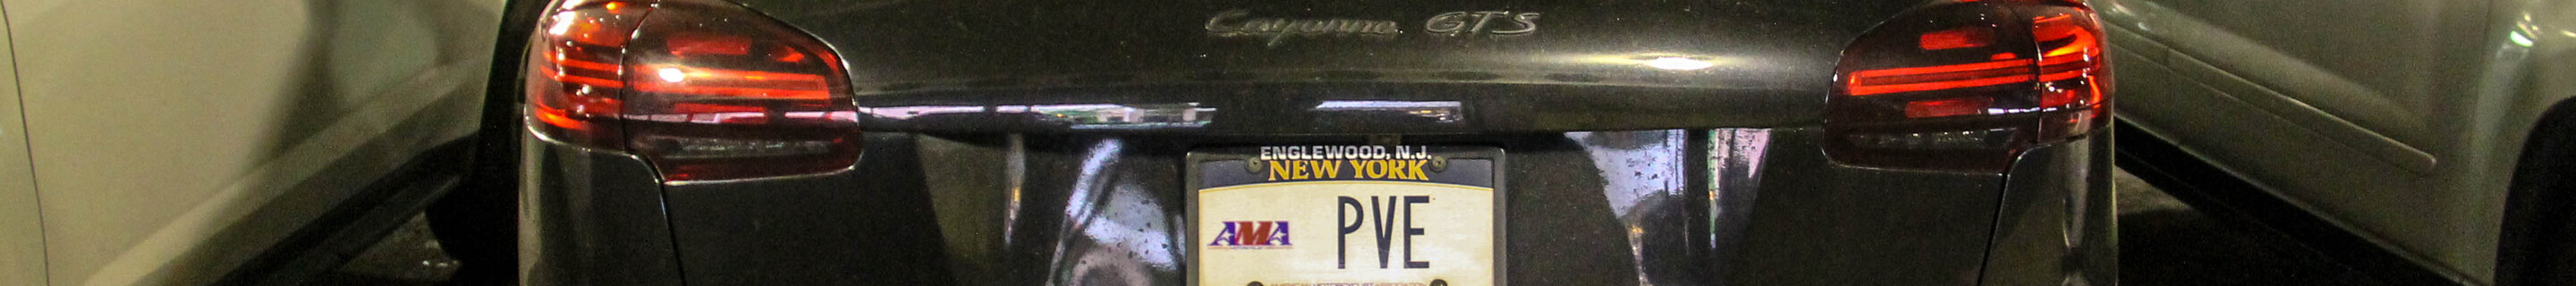 Cayenne GTS
ENGLEWOOD, N.J.
NEW YORK
AMA PVE